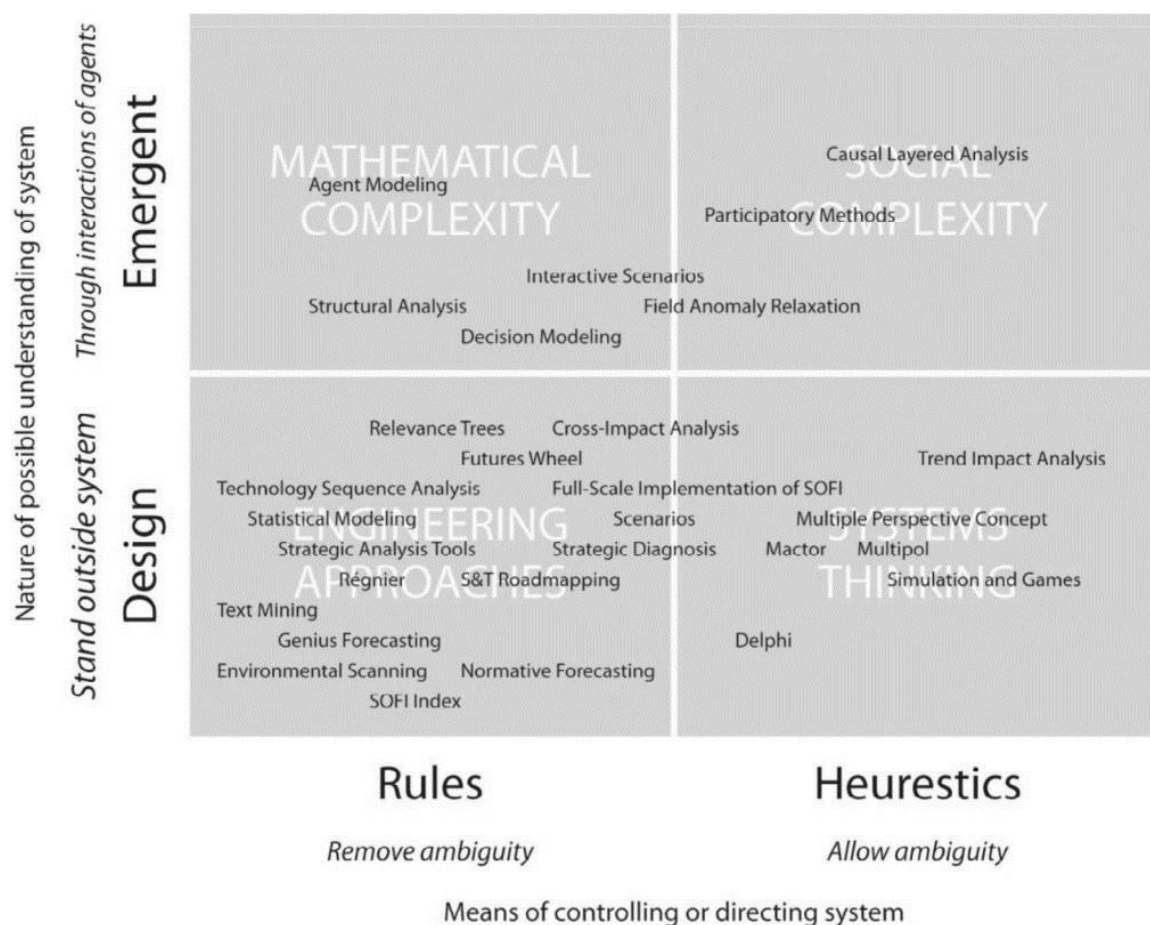 Nature of possible understanding of system
Through interactions of agents
Emergent
Stand outside system
Design
MATHEMATICAL
COMPLEXITY
Agent Modeling
Structural Analysis
Interactive Scenarios
Decision Modeling
SOCIAL
COMPLEXITY
Causal Layered Analysis
Participatory Methods
Field Anomaly Relaxation
ENGINEERING
APPROACHES
Relevance Trees
Cross-Impact Analysis
Futures Wheel
Technology Sequence Analysis
Full-Scale Implementation of SOFI
Statistical Modeling
Scenarios
Strategic Analysis Tools
Strategic Diagnosis
Régnier
S&T Roadmapping
Text Mining
Genius Forecasting
Environmental Scanning
Normative Forecasting
SOFI Index
SYSTEMS
THINKING
Trend Impact Analysis
Multiple Perspective Concept
Mactor
Multipol
Simulation and Games
Delphi
Rules
Heurestics
Remove ambiguity
Allow ambiguity
Means of controlling or directing system